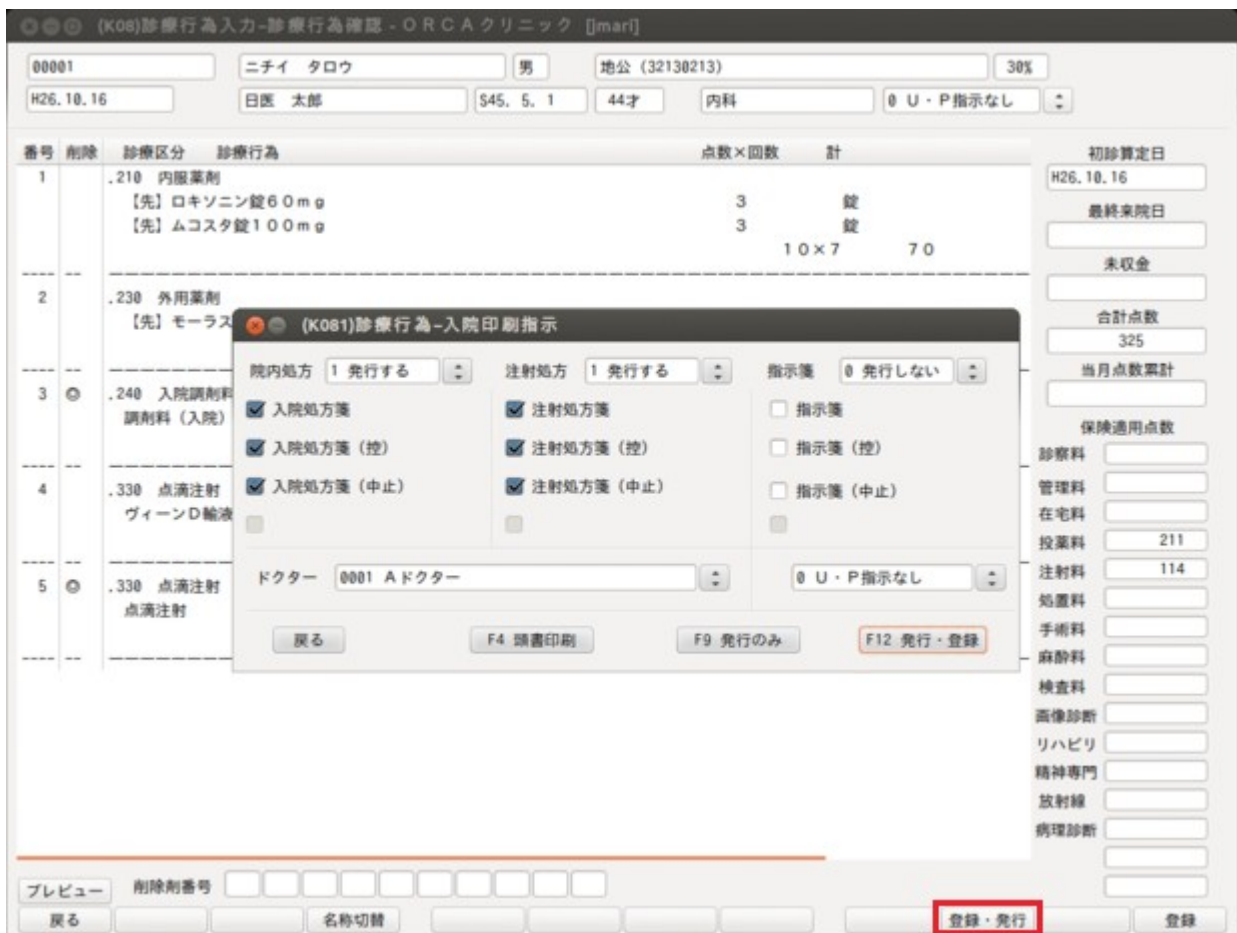 (K08)診療行為入力-診療行為確認 - ORCAクリニック [jmari]
00001 ニチイ タロウ 男 地公 (32130213) 30%
H26.10.16 日医 太郎 S45. 5. 1 44才 内科 0 U・P指示なし
番号 削除 診療区分 診療行為 点数×回数 計
1 .210 内服薬剤
【先】ロキソニン錠60mg 3 錠
【先】ムコスタ錠100mg 3 錠
10×7 70
2 .230 外用薬剤
【先】モーラス
3 ◎ .240 入院調剤料
調剤料(入院)
4 .330 点滴注射
ヴィーンD輸液
5 ◎ .330 点滴注射
点滴注射
初診算定日
H26.10.16
最終来院日
未収金
合計点数
325
当月点数累計
保険適用点数
診察料
管理料
在宅料
投薬料 211
注射料 114
処置料
手術料
麻酔料
検査料
画像診断
リハビリ
精神専門
放射線
病理診断
(K081)診療行為-入院印刷指示
院内処方 1 発行する 注射処方 1 発行する 指示箋 0 発行しない
入院処方箋 注射処方箋 指示箋
入院処方箋(控) 注射処方箋(控) 指示箋(控)
入院処方箋(中止) 注射処方箋(中止) 指示箋(中止)
ドクター 0001 Aドクター 0 U・P指示なし
戻る F4 頭書印刷 F9 発行のみ F12 発行・登録
プレビュー 削除剤番号
戻る 名称切替 登録・発行 登録